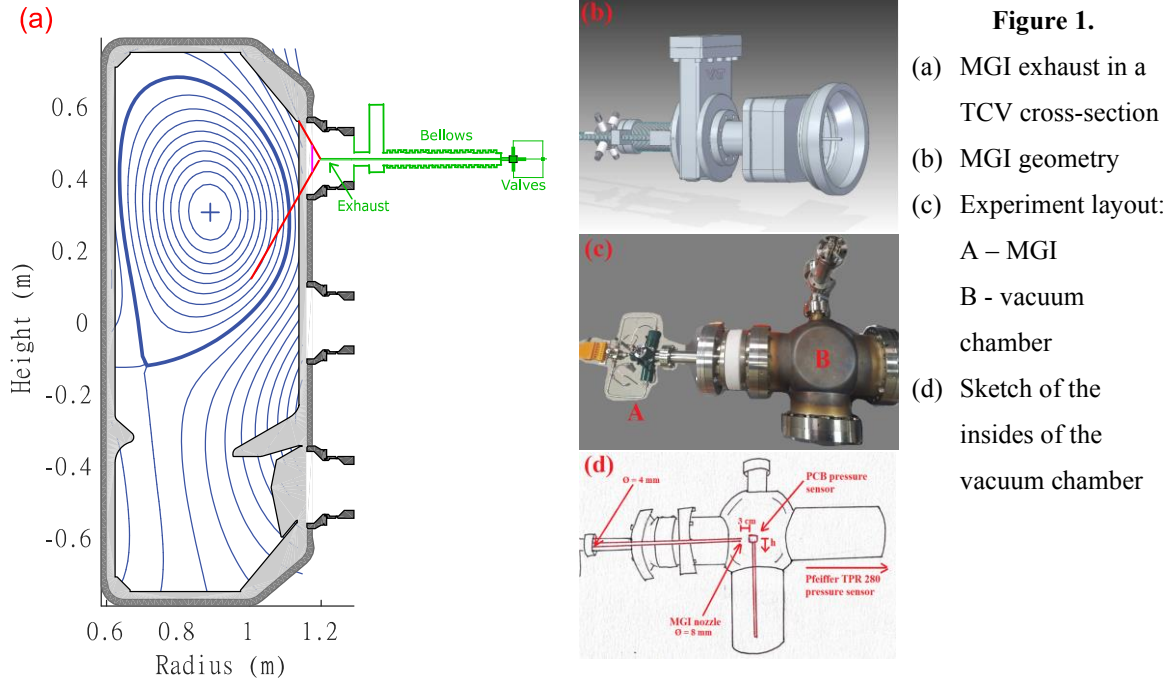 (a)
Height (m)
0.6
0.4
0.2
0
-0.2
-0.4
-0.6
0.6 0.8 1 1.2
Radius (m)
Bellows
Valves
Exhaust
(b)
(c)
A
B
(d)
Ø = 4 mm
PCB pressure
sensor
3 cm
h
Pfeiffer TPR 280
pressure sensor
MGI nozzle
Ø = 8 mm
Figure 1.
(a) MGI exhaust in a
TCV cross-section
(b) MGI geometry
(c) Experiment layout:
A – MGI
B - vacuum
chamber
(d) Sketch of the
insides of the
vacuum chamber